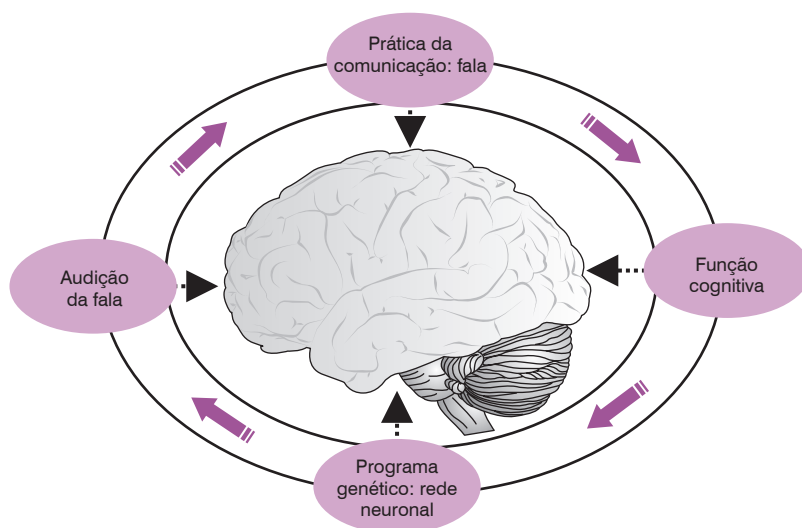 Prática da
comunicação: fala
Audição
da fala
Função
cognitiva
Programa
genético: rede
neuronal